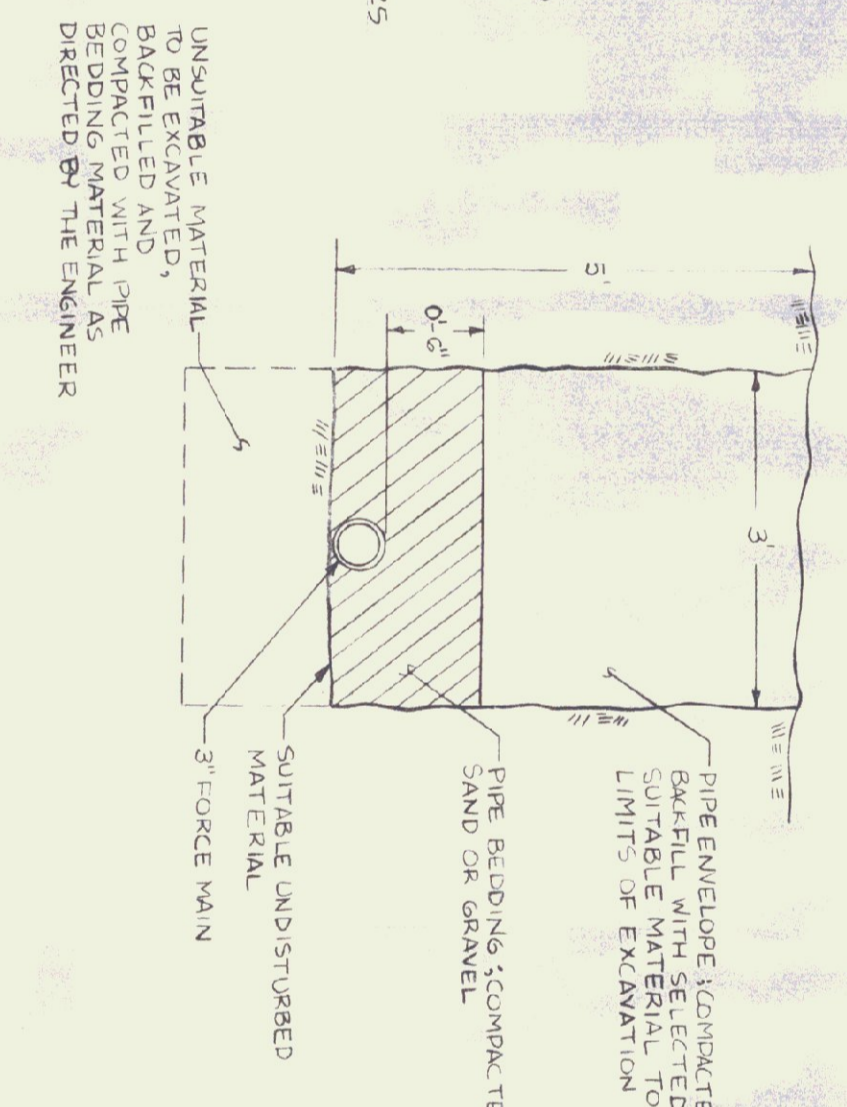 ES
5'
0'-6"
3'
PIPE ENVELOPE; COMPACTE
BACKFILL WITH SELECTED
SUITABLE MATERIAL TO
LIMITS OF EXCAVATION
PIPE BEDDING; COMPACTE
SAND OR GRAVEL
SUITABLE UNDISTURBED
MATERIAL
3" FORCE MAIN
UNSUITABLE MATERIAL
TO BE EXCAVATED,
BACKFILLED AND
COMPACTED WITH PIPE
BEDDING MATERIAL AS
DIRECTED BY THE ENGINEER